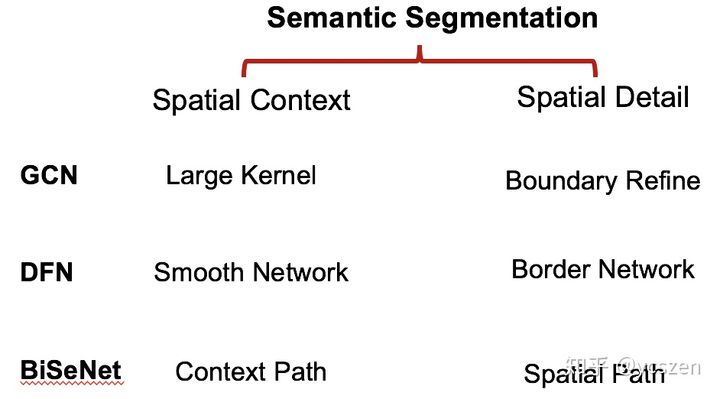 Semantic Segmentation
Spatial Context Spatial Detail
GCN Large Kernel Boundary Refine
DFN Smooth Network Border Network
BiSeNet Context Path Spatial Path
知乎 @ycszen